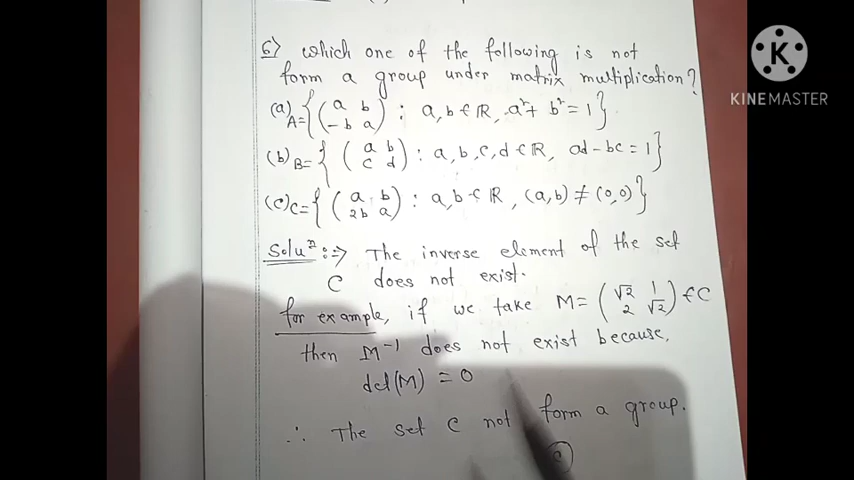 6) which one of the following is not
form a group under matrix multiplication?
(a) A = { ( a b ; -b a ) : a, b ∈ ℝ, a² + b² = 1 }
(b) B = { ( a b ; c d ) : a, b, c, d ∈ ℝ, ad - bc = 1 }
(c) C = { ( a b ; 2b a ) : a, b ∈ ℝ, (a, b) ≠ (0, 0) }
Soluⁿ :⇒ The inverse element of the set
C does not exist.
for example, if we take M = ( √2 1 ; 2 √2 ) ∈ C
then M⁻¹ does not exist because,
det(M) = 0
∴ The set C not form a group.
(c)
KINEMASTER